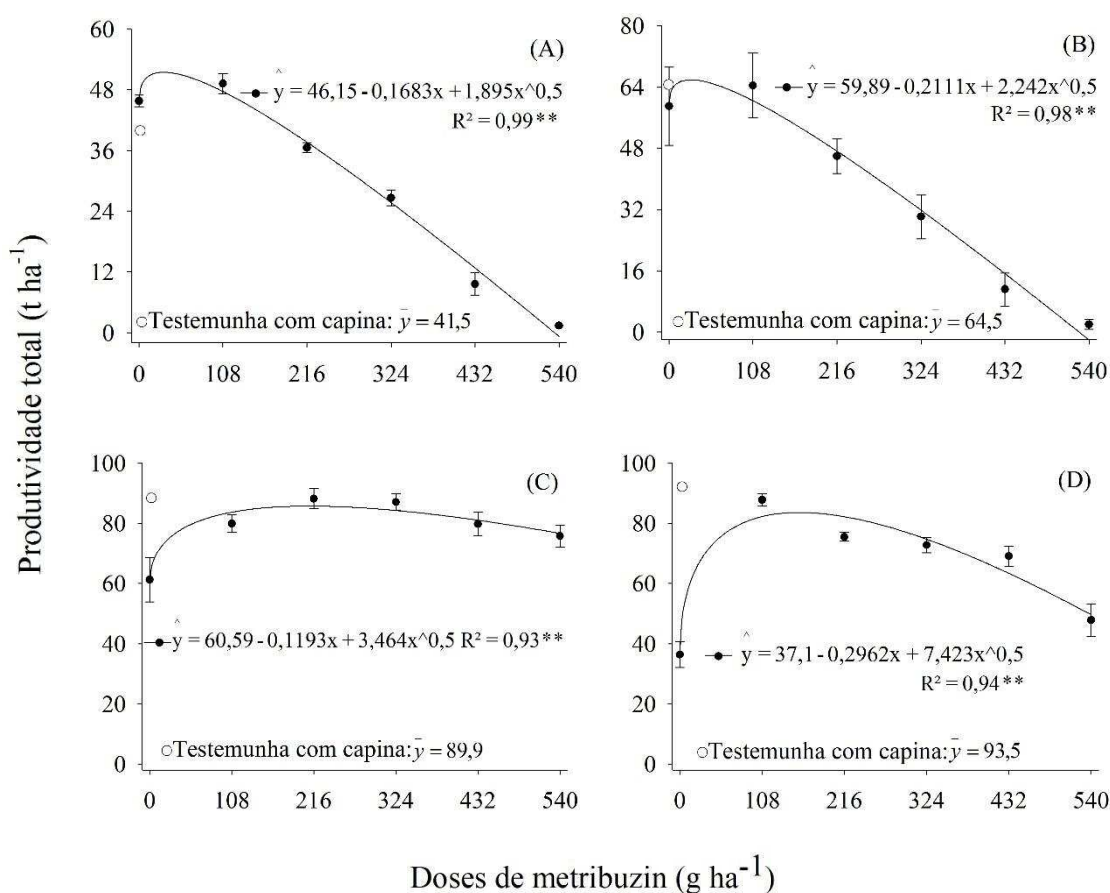 Produtividade total (t ha-1)
60
48
36
24
12
0
(A)
ŷ = 46,15 - 0,1683x + 1,895x^0,5
R² = 0,99**
Testemunha com capina: ȳ = 41,5
0 108 216 324 432 540
80
64
48
32
16
0
(B)
ŷ = 59,89 - 0,2111x + 2,242x^0,5
R² = 0,98**
Testemunha com capina: ȳ = 64,5
0 108 216 324 432 540
100
80
60
40
20
0
(C)
ŷ = 60,59 - 0,1193x + 3,464x^0,5 R² = 0,93**
Testemunha com capina: ȳ = 89,9
0 108 216 324 432 540
100
80
60
40
20
0
(D)
ŷ = 37,1 - 0,2962x + 7,423x^0,5
R² = 0,94**
Testemunha com capina: ȳ = 93,5
0 108 216 324 432 540
Doses de metribuzin (g ha-1)